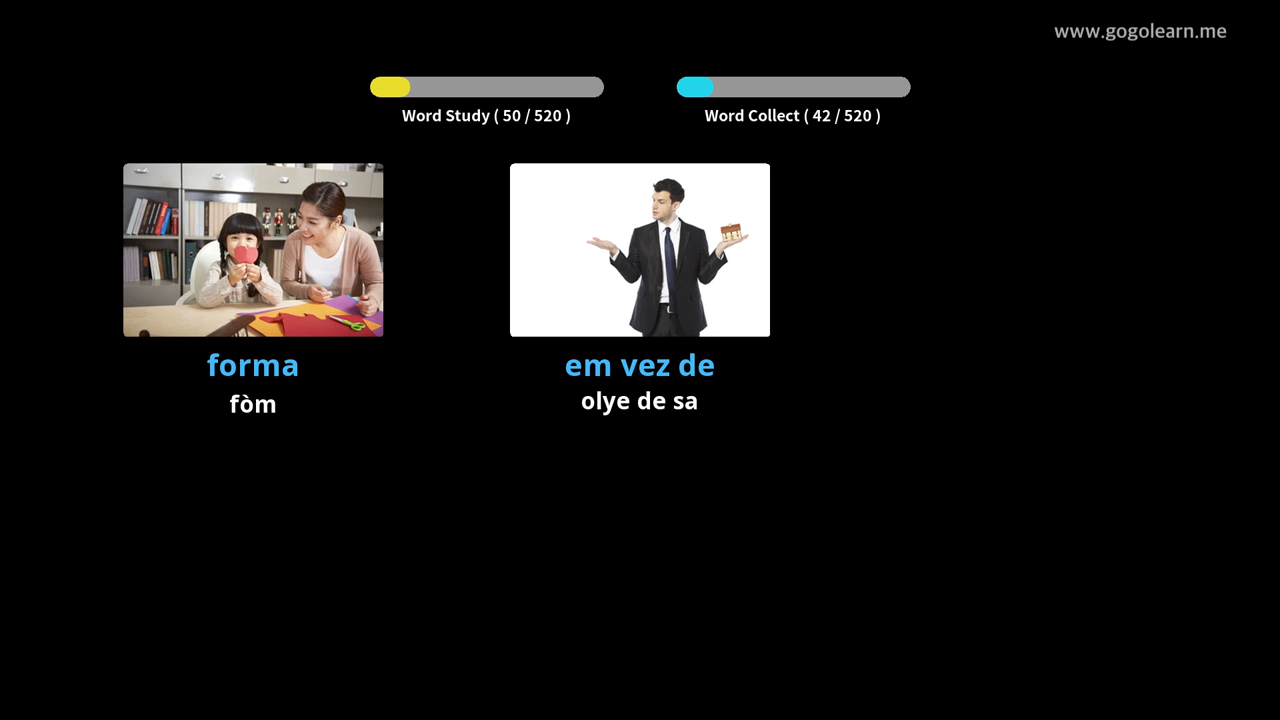 www.gogolearn.me
Word Study ( 50 / 520 )
Word Collect ( 42 / 520 )
forma
fòm
em vez de
olye de sa